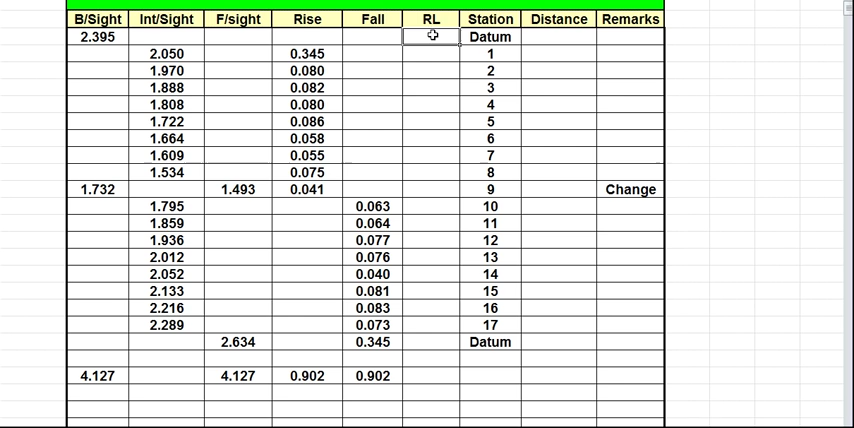 B/Sight Int/Sight F/sight Rise Fall RL Station Distance Remarks
2.395 Datum
2.050 0.345 1
1.970 0.080 2
1.888 0.082 3
1.808 0.080 4
1.722 0.086 5
1.664 0.058 6
1.609 0.055 7
1.534 0.075 8
1.732 1.493 0.041 9 Change
1.795 0.063 10
1.859 0.064 11
1.936 0.077 12
2.012 0.076 13
2.052 0.040 14
2.133 0.081 15
2.216 0.083 16
2.289 0.073 17
2.634 0.345 Datum
4.127 4.127 0.902 0.902